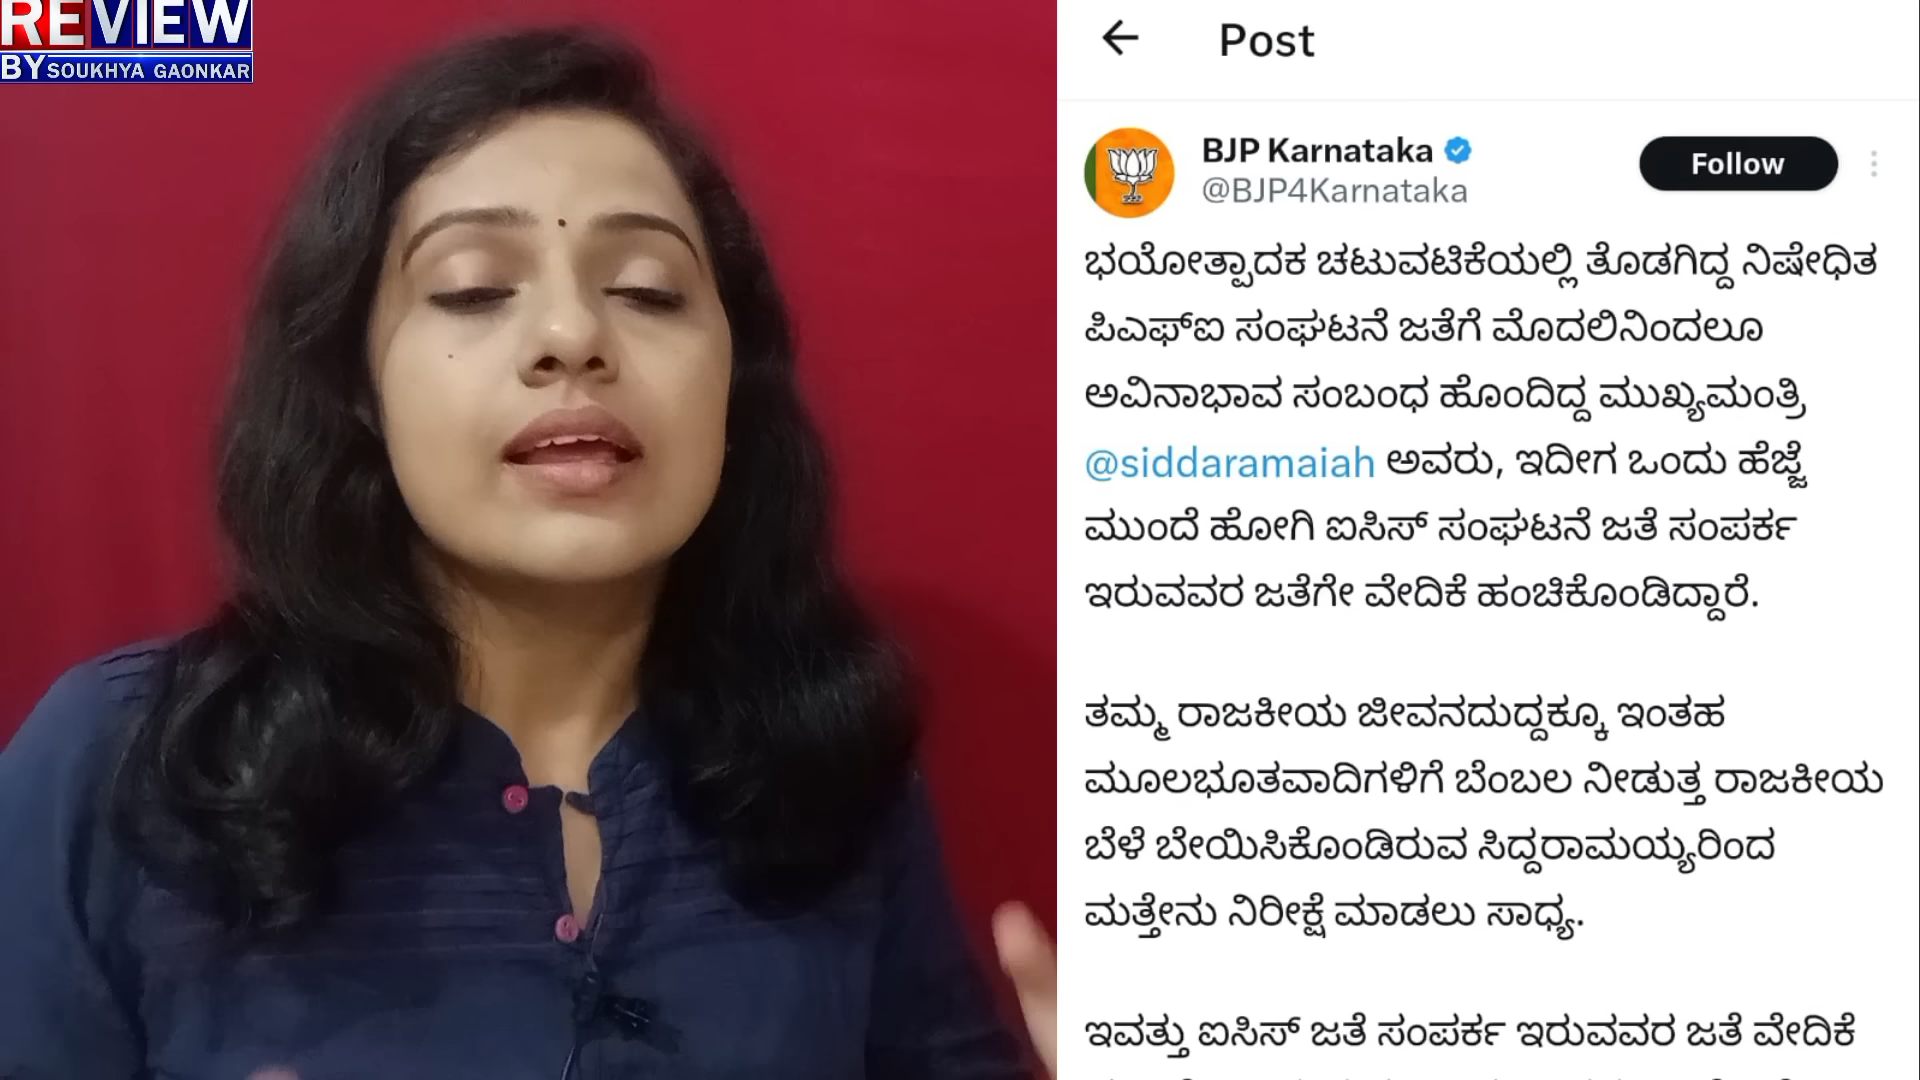 REVIEW
BY SOUKHYA GAONKAR
Post
BJP Karnataka
@BJP4Karnataka
Follow
ಭಯೋತ್ಪಾದಕ ಚಟುವಟಿಕೆಯಲ್ಲಿ ತೊಡಗಿದ್ದ ನಿಷೇಧಿತ
ಪಿಎಫ್‌ಐ ಸಂಘಟನೆ ಜತೆಗೆ ಮೊದಲಿನಿಂದಲೂ
ಅವಿನಾಭಾವ ಸಂಬಂಧ ಹೊಂದಿದ್ದ ಮುಖ್ಯಮಂತ್ರಿ
@siddaramaiah ಅವರು, ಇದೀಗ ಒಂದು ಹೆಜ್ಜೆ
ಮುಂದೆ ಹೋಗಿ ಐಸಿಸ್ ಸಂಘಟನೆ ಜತೆ ಸಂಪರ್ಕ
ಇರುವವರ ಜತೆಗೇ ವೇದಿಕೆ ಹಂಚಿಕೊಂಡಿದ್ದಾರೆ.
ತಮ್ಮ ರಾಜಕೀಯ ಜೀವನದುದ್ದಕ್ಕೂ ಇಂತಹ
ಮೂಲಭೂತವಾದಿಗಳಿಗೆ ಬೆಂಬಲ ನೀಡುತ್ತ ರಾಜಕೀಯ
ಬೆಳೆ ಬೇಯಿಸಿಕೊಂಡಿರುವ ಸಿದ್ದರಾಮಯ್ಯರಿಂದ
ಮತ್ತೇನು ನಿರೀಕ್ಷೆ ಮಾಡಲು ಸಾಧ್ಯ.
ಇವತ್ತು ಐಸಿಸ್ ಜತೆ ಸಂಪರ್ಕ ಇರುವವರ ಜತೆ ವೇದಿಕೆ